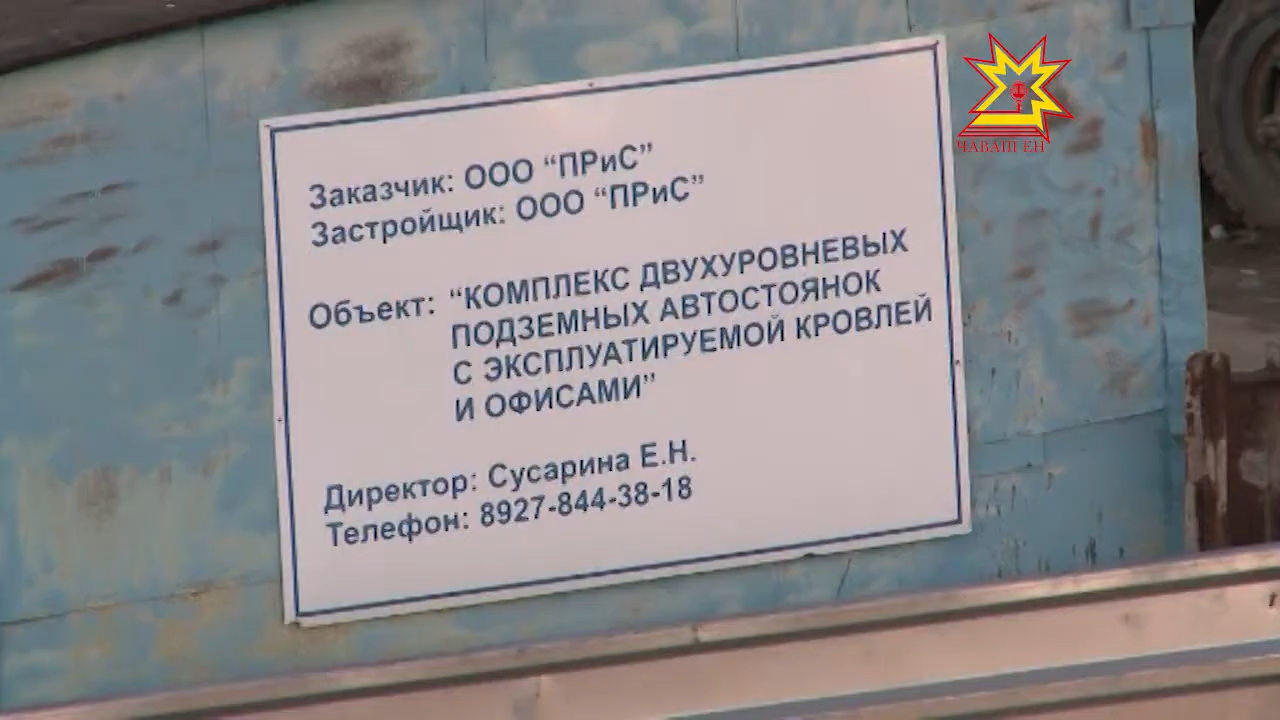 Заказчик: ООО “ПРиС”
Застройщик: ООО “ПРиС”
Объект: “КОМПЛЕКС ДВУХУРОВНЕВЫХ
ПОДЗЕМНЫХ АВТОСТОЯНОК
С ЭКСПЛУАТИРУЕМОЙ КРОВЛЕЙ
И ОФИСАМИ”
Директор: Сусарина Е.Н.
Телефон: 8927-844-38-18
ЧАВАШ ЕН